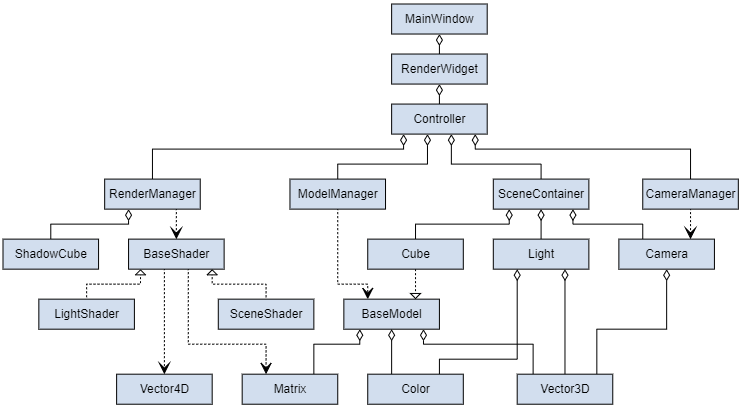 MainWindow
RenderWidget
Controller
RenderManager
ModelManager
SceneContainer
CameraManager
ShadowCube
BaseShader
Cube
Light
Camera
LightShader
SceneShader
BaseModel
Vector4D
Matrix
Color
Vector3D